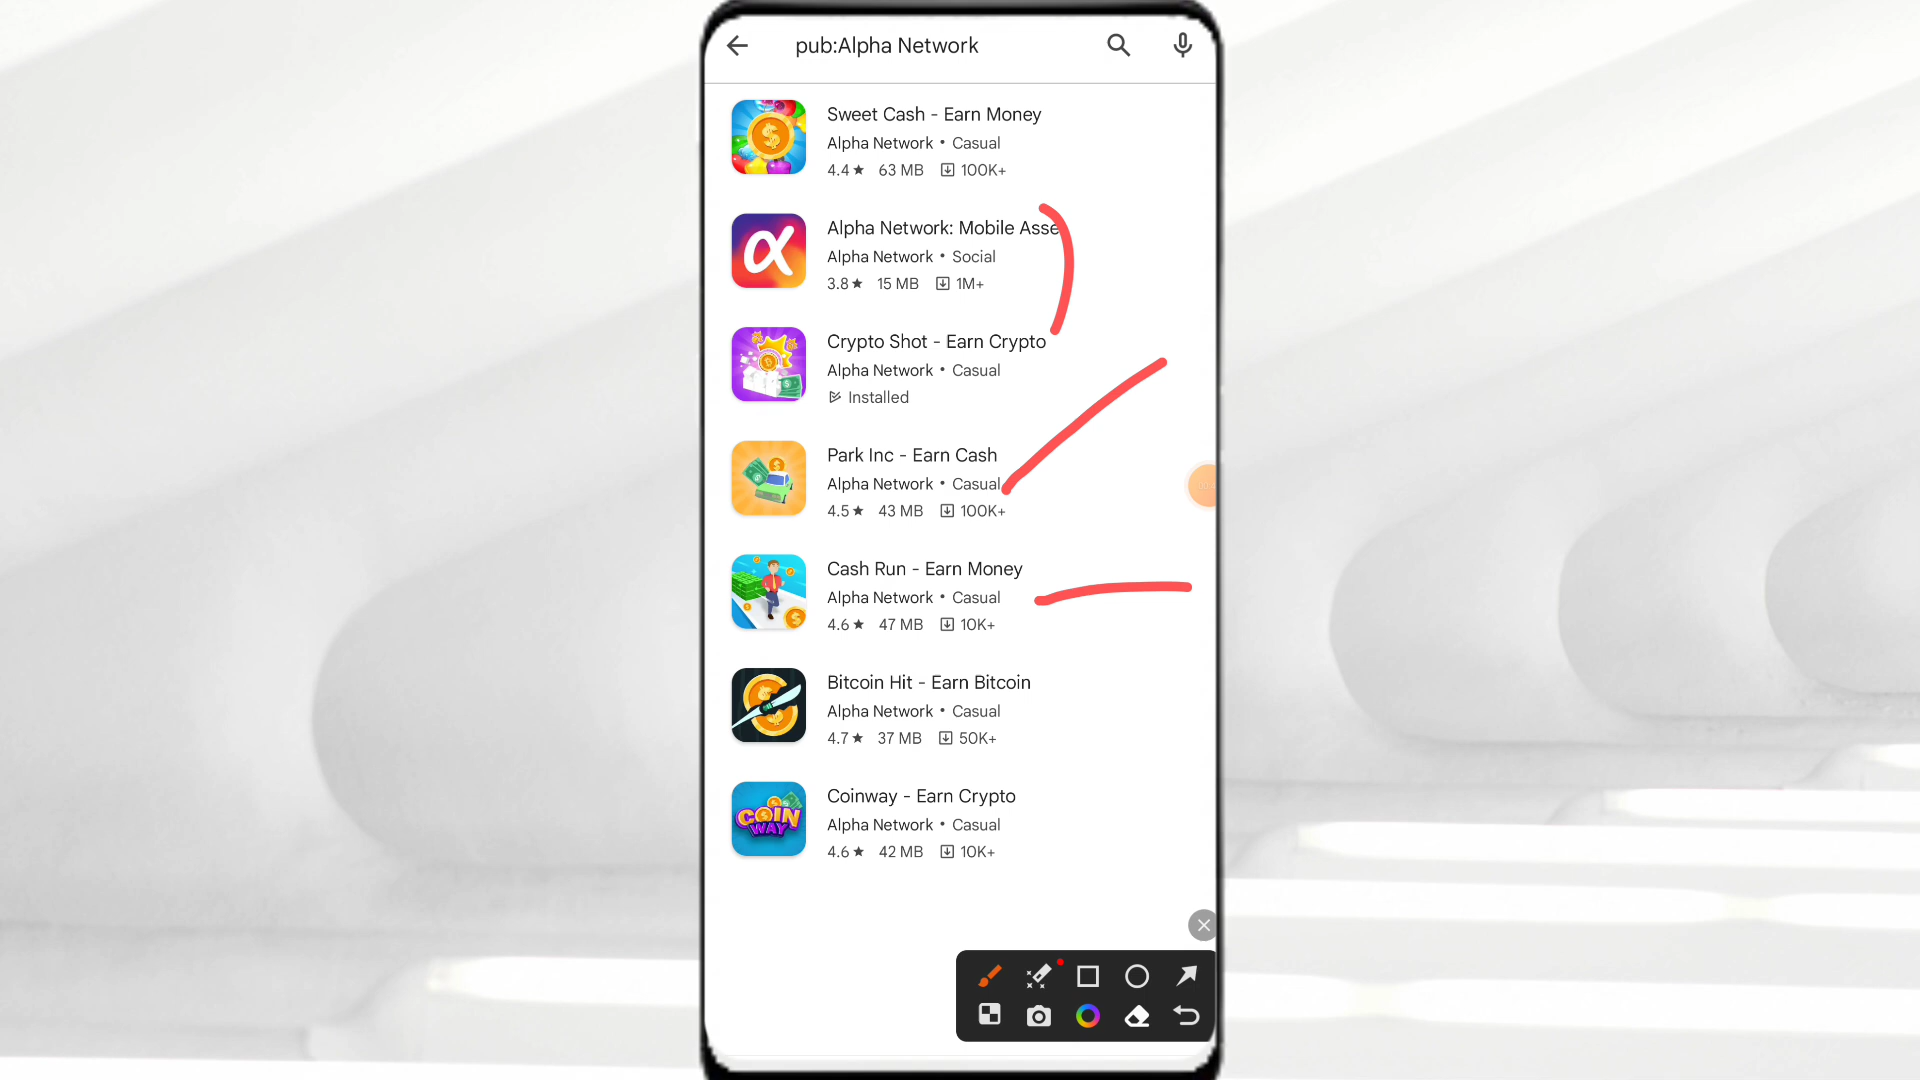 pub:Alpha Network
Sweet Cash - Earn Money
Alpha Network • Casual
4.4★ 63 MB 100K+
Alpha Network: Mobile Asse
Alpha Network • Social
3.8★ 15 MB 1M+
Crypto Shot - Earn Crypto
Alpha Network • Casual
Installed
Park Inc - Earn Cash
Alpha Network • Casual
4.5★ 43 MB 100K+
Cash Run - Earn Money
Alpha Network • Casual
4.6★ 47 MB 10K+
Bitcoin Hit - Earn Bitcoin
Alpha Network • Casual
4.7★ 37 MB 50K+
COIN
WAY
Coinway - Earn Crypto
Alpha Network • Casual
4.6★ 42 MB 10K+